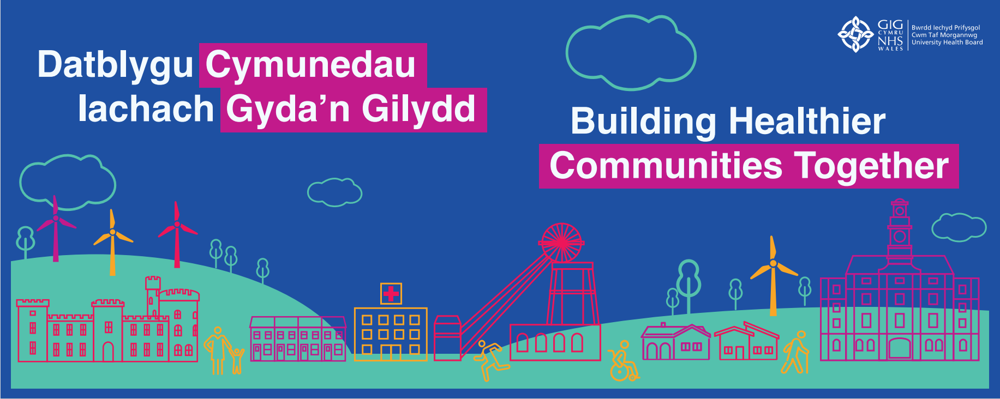 Datblygu Cymunedau
Iachach Gyda’n Gilydd
Building Healthier
Communities Together
GIG
CYMRU
NHS
WALES
Bwrdd Iechyd Prifysgol
Cwm Taf Morgannwg
University Health Board